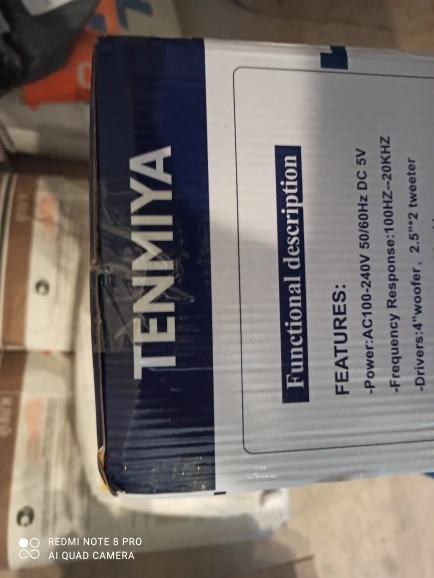 TENMIYA
Functional description
FEATURES:
-Power:AC100-240V 50/60Hz DC 5V
-Frequency Response:100HZ--20KHZ
-Drivers:4"woofer, 2.5"*2 tweeter
REDMI NOTE 8 PRO
AI QUAD CAMERA